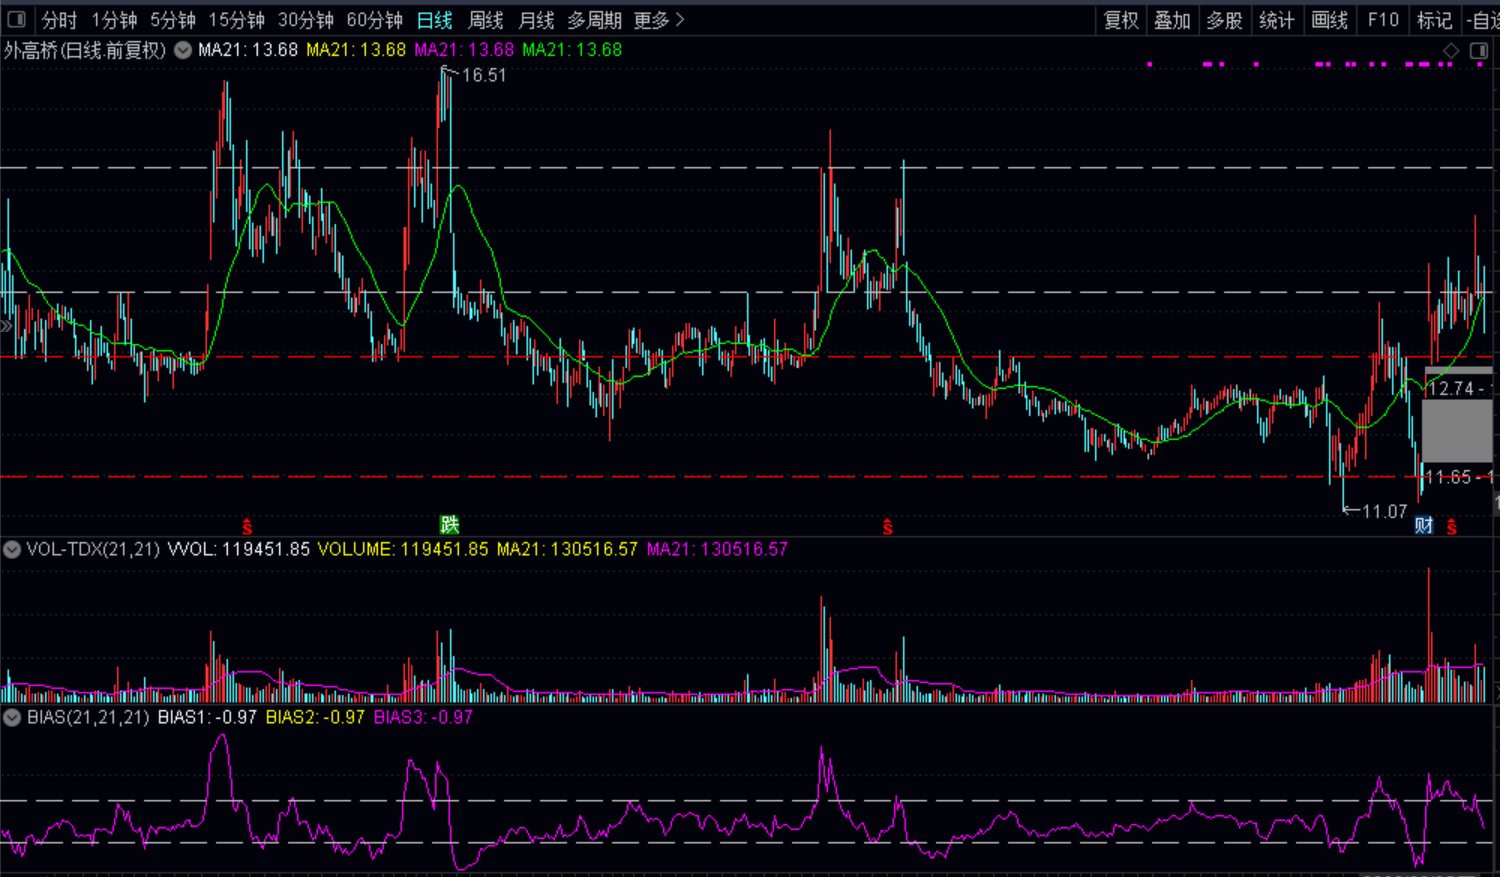 分时 1分钟 5分钟 15分钟 30分钟 60分钟 日线 周线 月线 多周期 更多 复权 叠加 多股 统计 画线 F10 标记 -自选
外高桥(日线.前复权) MA21: 13.68 MA21: 13.68 MA21: 13.68 MA21: 13.68
16.51
12.74 -
11.65 - 1
11.07
S 跌 S 财 S
VOL-TDX(21,21) VVOL: 119451.85 VOLUME: 119451.85 MA21: 130516.57 MA21: 130516.57
BIAS(21,21,21) BIAS1: -0.97 BIAS2: -0.97 BIAS3: -0.97